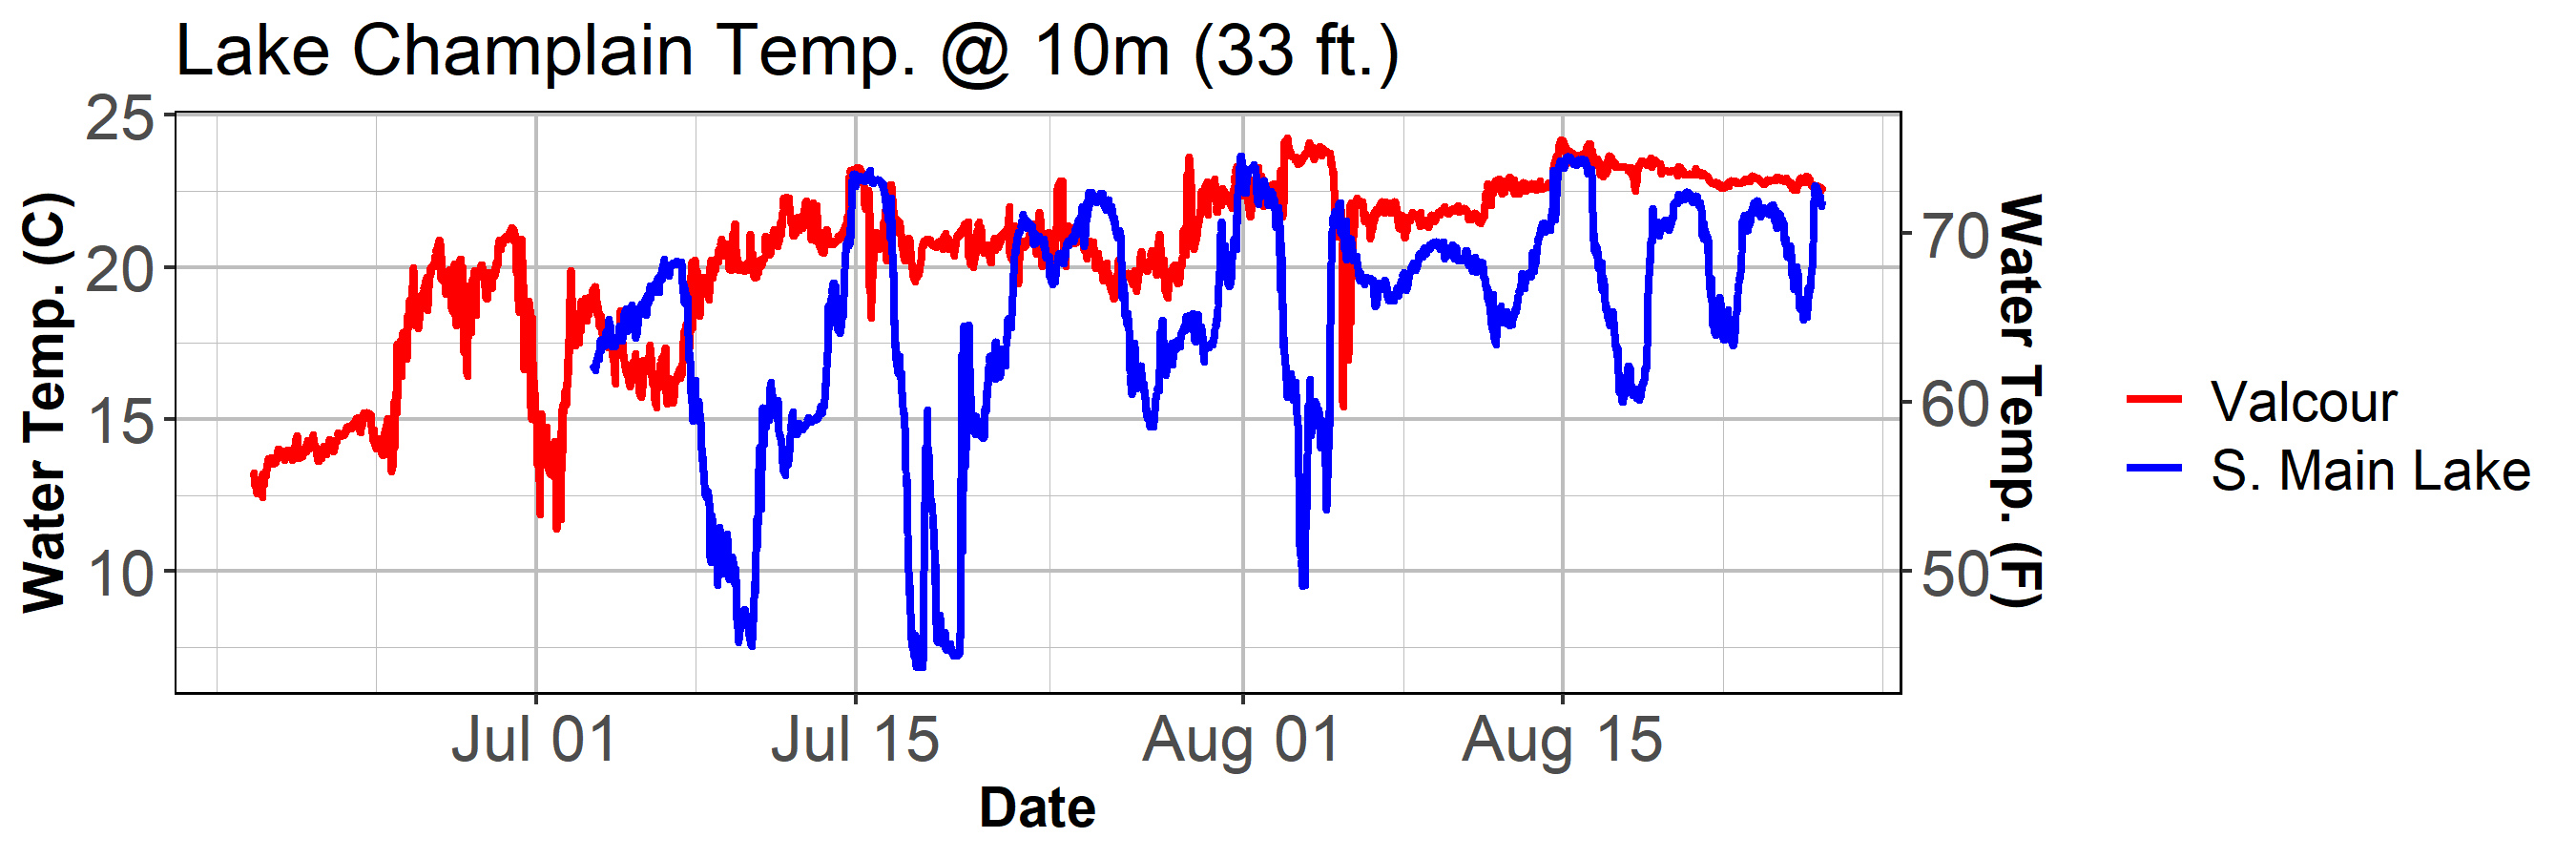 Lake Champlain Temp. @ 10m (33 ft.)
Water Temp. (C)
25
20
15
10
70
60
50
Water Temp. (F)
Jul 01
Jul 15
Aug 01
Aug 15
Date
Valcour
S. Main Lake